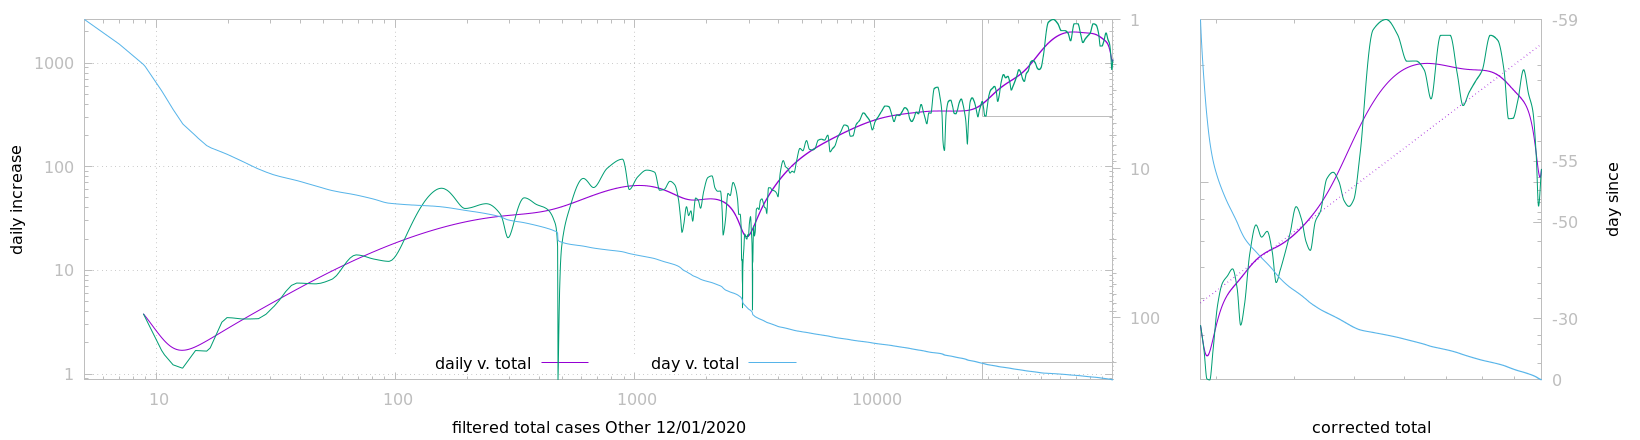 daily increase
1000
100
10
1
10
100
1000
10000
1
10
100
daily v. total
day v. total
filtered total cases Other 12/01/2020
-59
-55
-50
-30
0
day since
corrected total